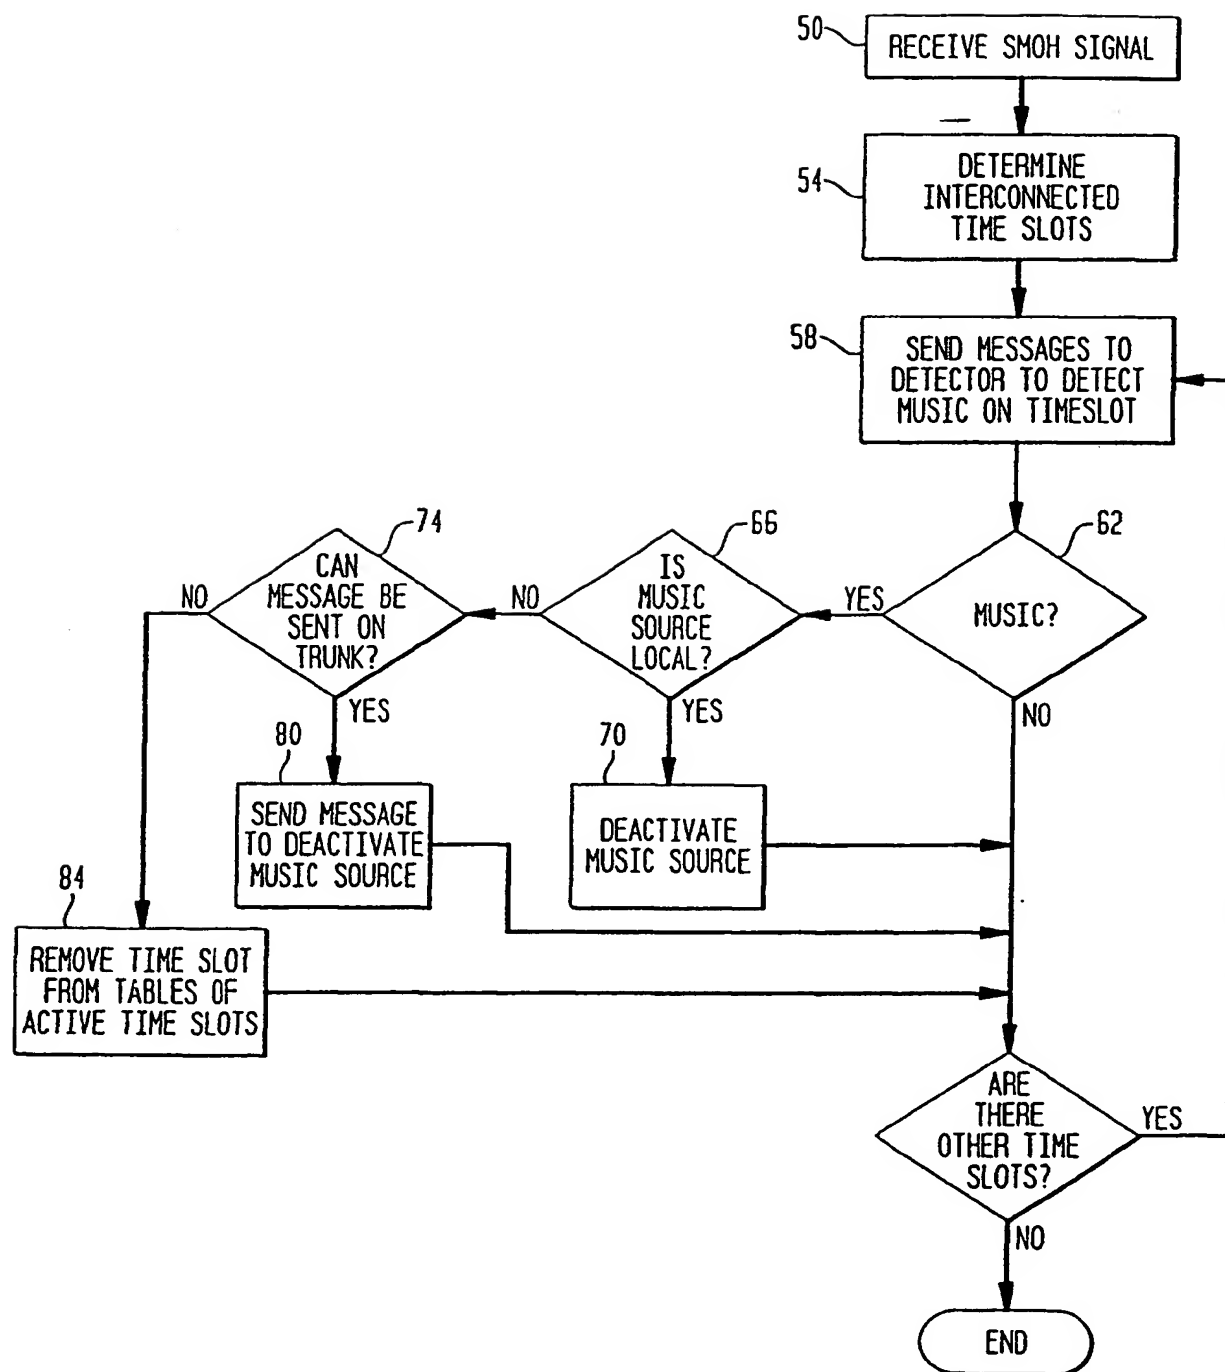 50
RECEIVE SMOH SIGNAL
54
DETERMINE
INTERCONNECTED
TIME SLOTS
58
SEND MESSAGES TO
DETECTOR TO DETECT
MUSIC ON TIMESLOT
62
MUSIC?
YES
NO
66
IS
MUSIC
SOURCE
LOCAL?
NO
YES
74
CAN
MESSAGE BE
SENT ON
TRUNK?
NO
YES
70
DEACTIVATE
MUSIC SOURCE
80
SEND MESSAGE
TO DEACTIVATE
MUSIC SOURCE
84
REMOVE TIME SLOT
FROM TABLES OF
ACTIVE TIME SLOTS
ARE
THERE
OTHER TIME
SLOTS?
YES
NO
END